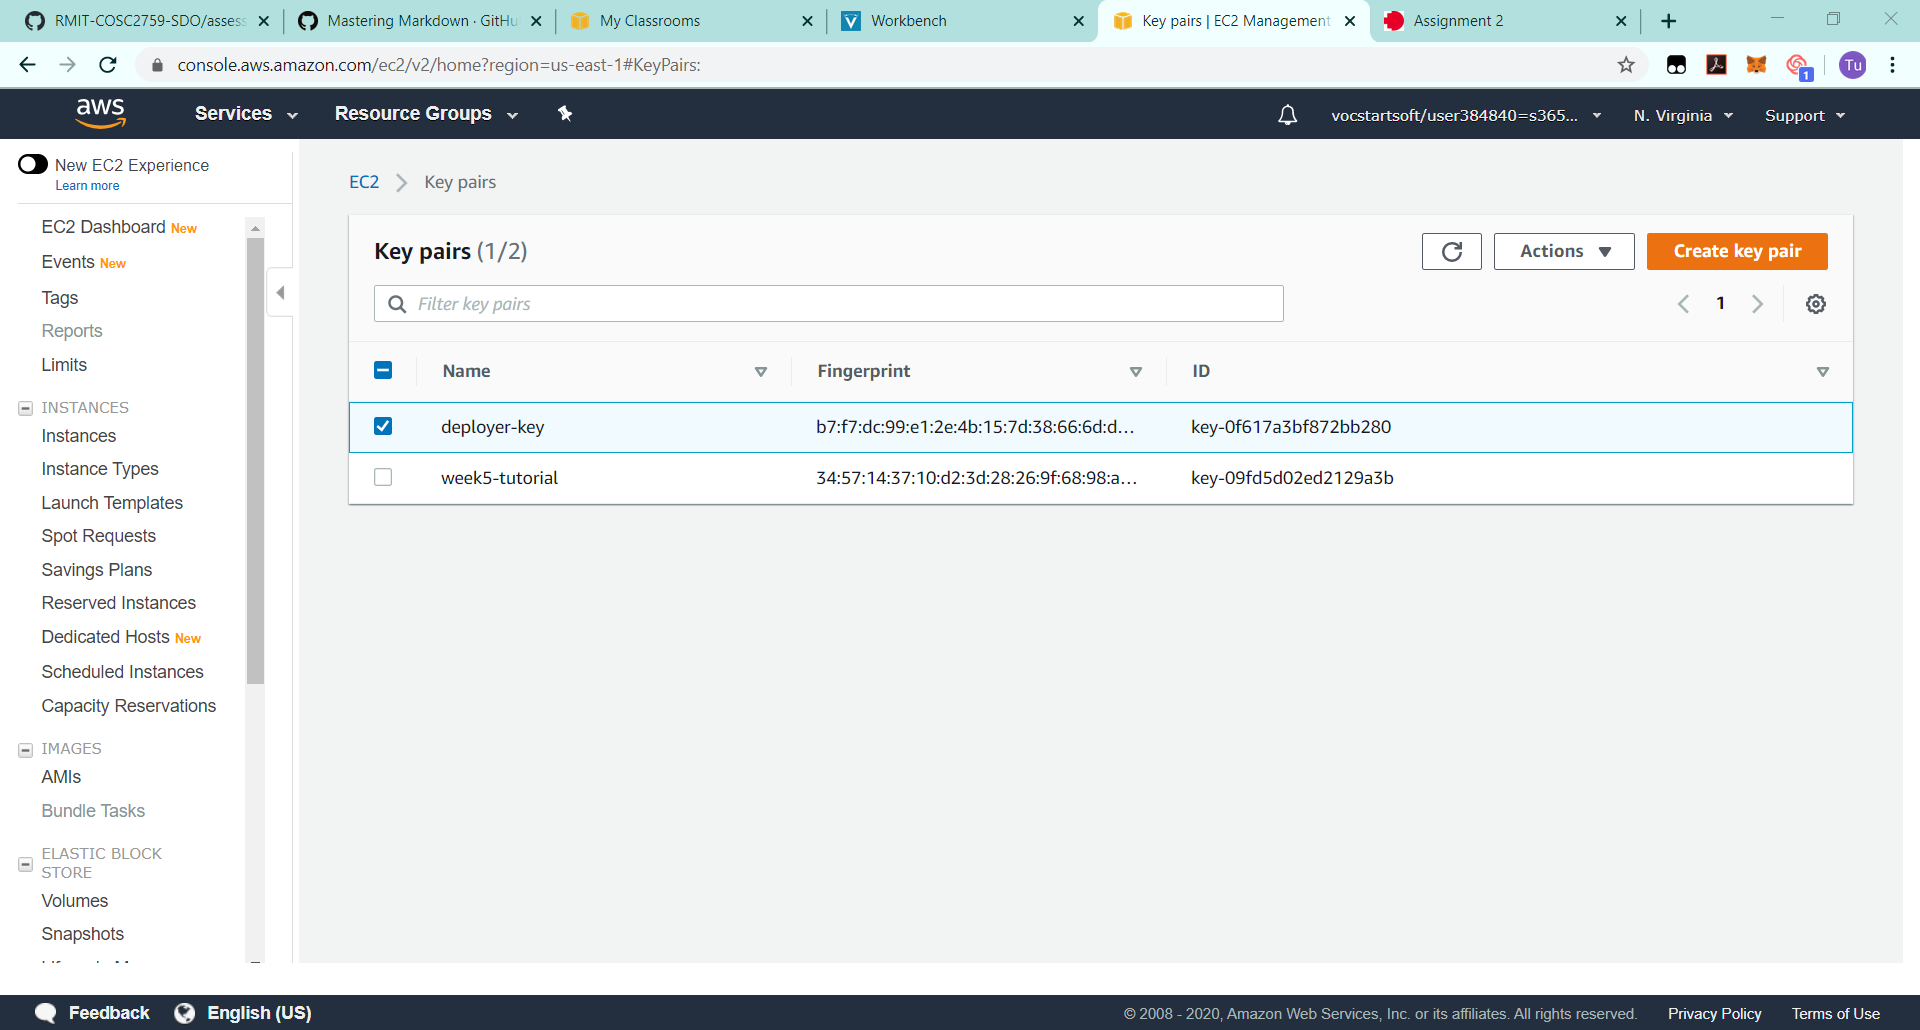 RMIT-COSC2759-SDO/assess
Mastering Markdown · GitHu
My Classrooms
Workbench
Key pairs | EC2 Management
Assignment 2
console.aws.amazon.com/ec2/v2/home?region=us-east-1#KeyPairs:
1
Tu
aws
Services
Resource Groups
vocstartsoft/user384840=s365...
N. Virginia
Support
New EC2 Experience
Learn more
EC2 Dashboard New
Events New
Tags
Reports
Limits
INSTANCES
Instances
Instance Types
Launch Templates
Spot Requests
Savings Plans
Reserved Instances
Dedicated Hosts New
Scheduled Instances
Capacity Reservations
IMAGES
AMIs
Bundle Tasks
ELASTIC BLOCK
STORE
Volumes
Snapshots
EC2 Key pairs
Key pairs (1/2)
Actions
Create key pair
Filter key pairs
1
Name Fingerprint ID
deployer-key b7:f7:dc:99:e1:2e:4b:15:7d:38:66:6d:d... key-0f617a3bf872bb280
week5-tutorial 34:57:14:37:10:d2:3d:28:26:9f:68:98:a... key-09fd5d02ed2129a3b
Feedback
English (US)
© 2008 - 2020, Amazon Web Services, Inc. or its affiliates. All rights reserved.
Privacy Policy
Terms of Use